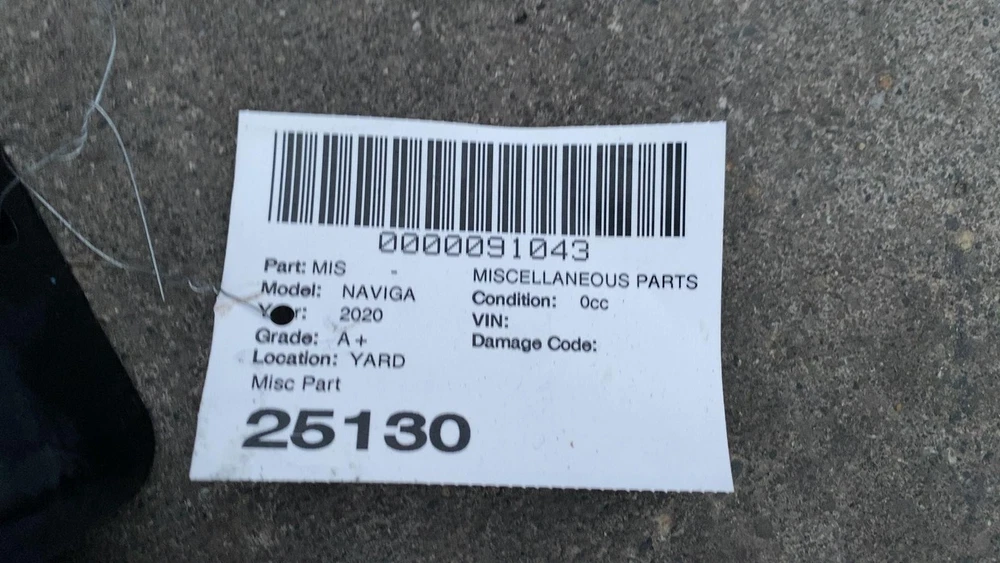 0000091043
Part: MIS -
MISCELLANEOUS PARTS
Model: NAVIGA
Condition: 0cc
2020
VIN:
Grade: A+
Damage Code:
Location: YARD
Misc Part
25130